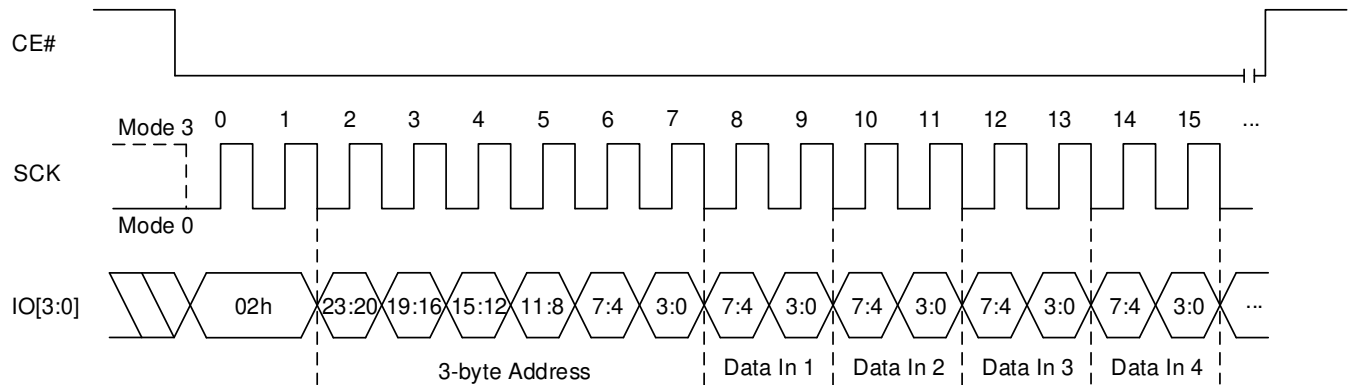 CE#
Mode 3 0 1 2 3 4 5 6 7 8 9 10 11 12 13 14 15 ...
SCK
Mode 0
IO[3:0] 02h 23:20 19:16 15:12 11:8 7:4 3:0 7:4 3:0 7:4 3:0 7:4 3:0 7:4 3:0 ...
3-byte Address Data In 1 Data In 2 Data In 3 Data In 4